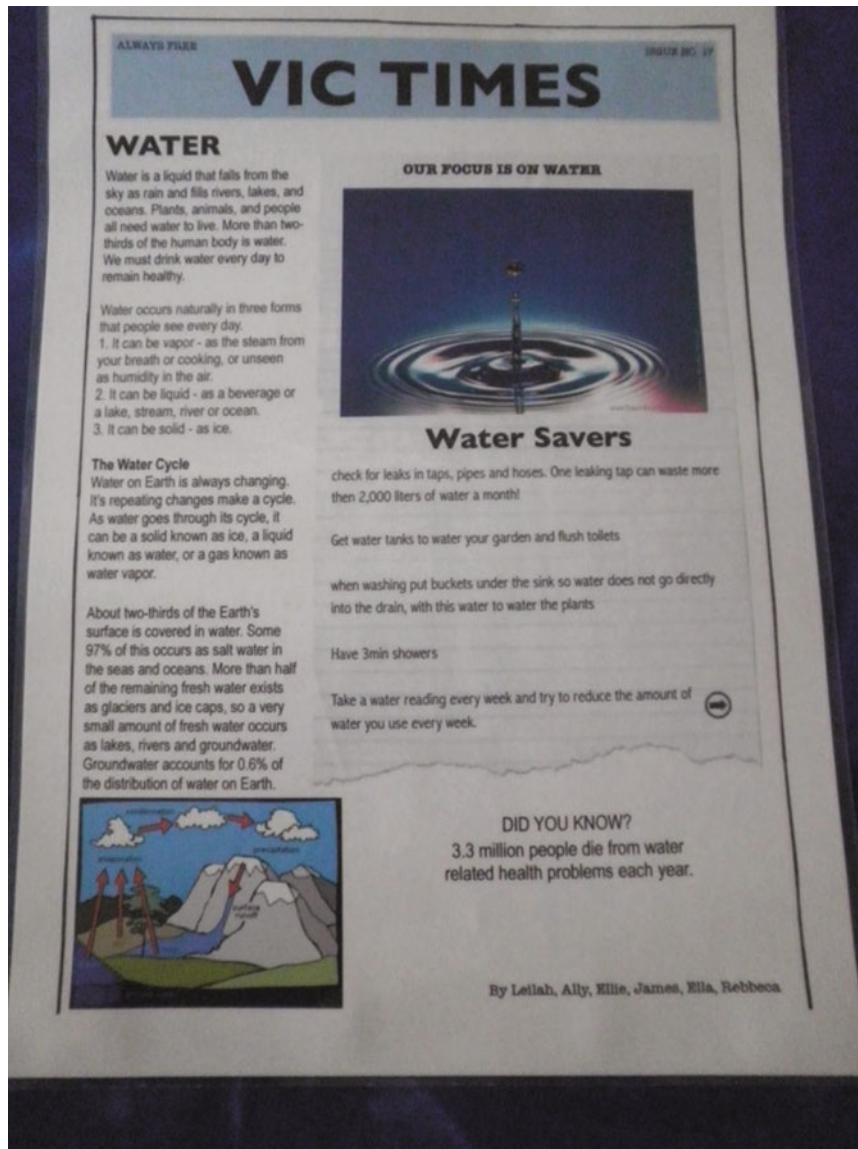 ALWAYS FREE
ISSUE NO. 17
VIC TIMES
WATER
Water is a liquid that falls from the
sky as rain and fills rivers, lakes, and
oceans. Plants, animals, and people
all need water to live. More than two-
thirds of the human body is water.
We must drink water every day to
remain healthy.
Water occurs naturally in three forms
that people see every day.
1. It can be vapor - as the steam from
your breath or cooking, or unseen
as humidity in the air.
2. It can be liquid - as a beverage or
a lake, stream, river or ocean.
3. It can be solid - as ice.
The Water Cycle
Water on Earth is always changing.
It's repeating changes make a cycle.
As water goes through its cycle, it
can be a solid known as ice, a liquid
known as water, or a gas known as
water vapor.
About two-thirds of the Earth's
surface is covered in water. Some
97% of this occurs as salt water in
the seas and oceans. More than half
of the remaining fresh water exists
as glaciers and ice caps, so a very
small amount of fresh water occurs
as lakes, rivers and groundwater.
Groundwater accounts for 0.6% of
the distribution of water on Earth.
condensation
precipitation
evaporation
surface
runoff
OUR FOCUS IS ON WATER
Water Savers
check for leaks in taps, pipes and hoses. One leaking tap can waste more
then 2,000 liters of water a month!
Get water tanks to water your garden and flush toilets
when washing put buckets under the sink so water does not go directly
into the drain, with this water to water the plants
Have 3min showers
Take a water reading every week and try to reduce the amount of
water you use every week.
DID YOU KNOW?
3.3 million people die from water
related health problems each year.
By Leilah, Ally, Ellie, James, Ella, Rebbeca